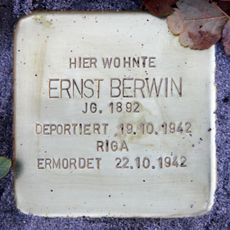 HIER WOHNTE
ERNST BERWIN
JG. 1892
DEPORTIERT 19.10.1942
RIGA
ERMORDET 22.10.1942